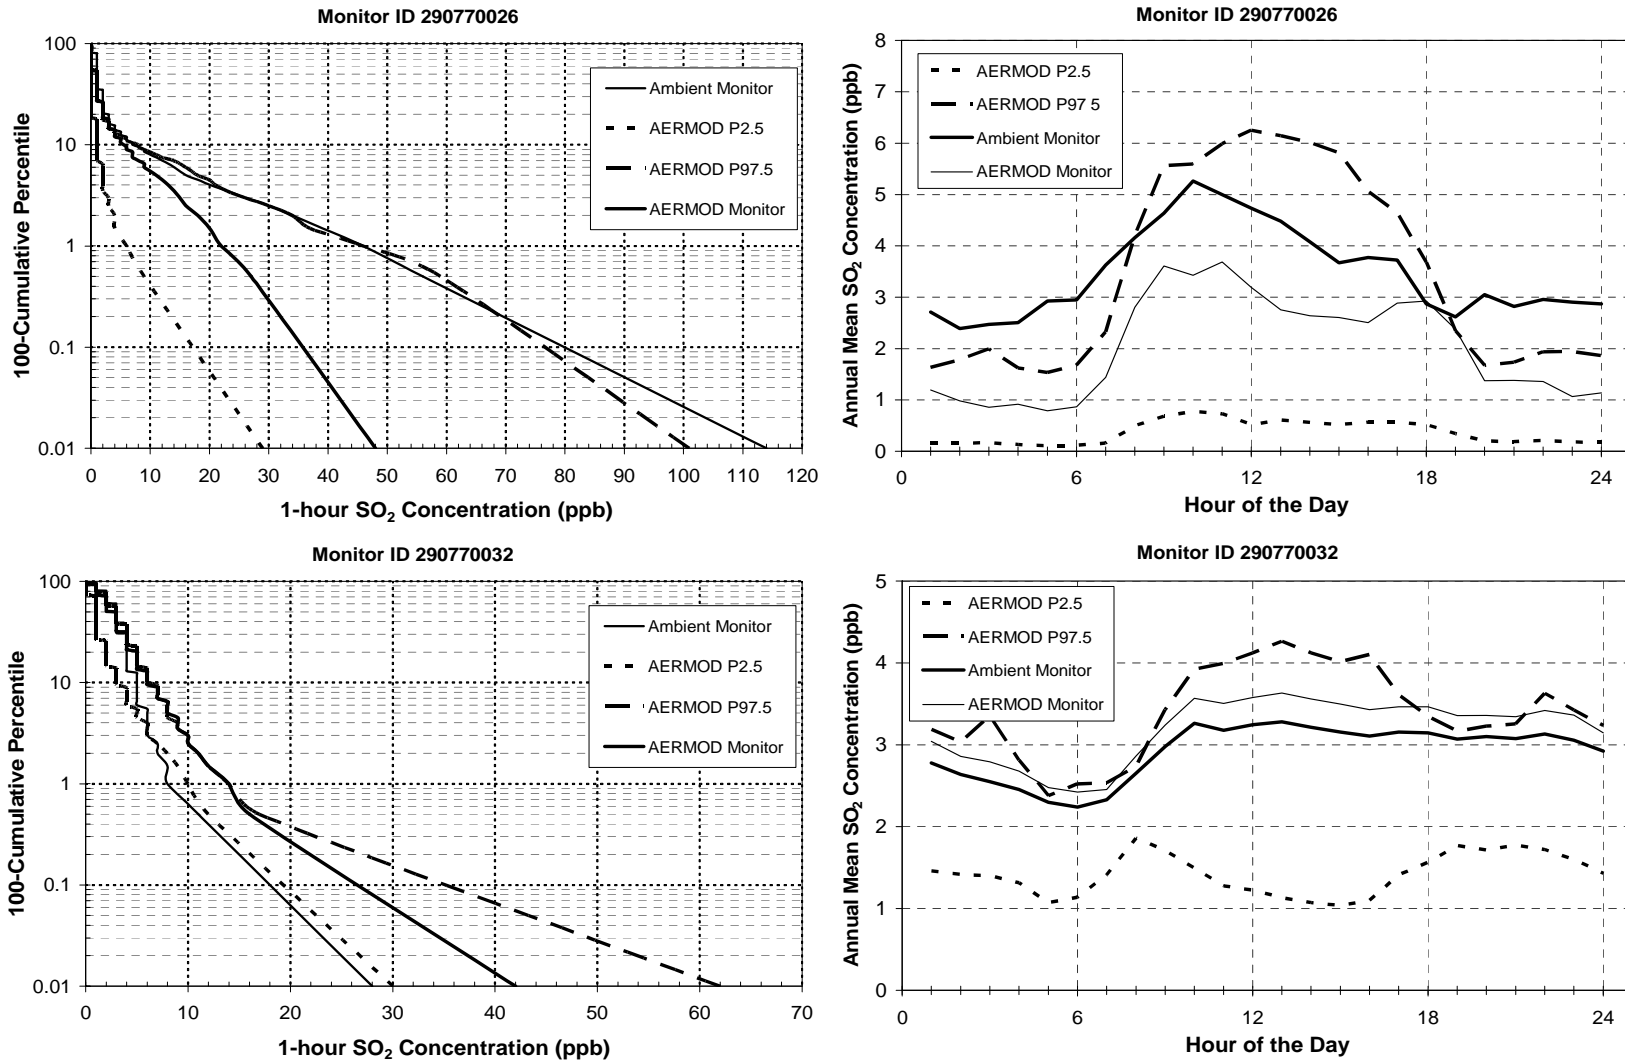 Monitor ID 290770026
100-Cumulative Percentile
100
10
1
0.1
0.01
Ambient Monitor
AERMOD P2.5
AERMOD P97.5
AERMOD Monitor
0 10 20 30 40 50 60 70 80 90 100 110 120
1-hour SO₂ Concentration (ppb)
Monitor ID 290770026
Annual Mean SO₂ Concentration (ppb)
8
7
6
5
4
3
2
1
0
AERMOD P2.5
AERMOD P97 5
Ambient Monitor
AERMOD Monitor
0 6 12 18 24
Hour of the Day
Monitor ID 290770032
100-Cumulative Percentile
100
10
1
0.1
0.01
Ambient Monitor
AERMOD P2.5
AERMOD P97.5
AERMOD Monitor
0 10 20 30 40 50 60 70
1-hour SO₂ Concentration (ppb)
Monitor ID 290770032
Annual Mean SO₂ Concentration (ppb)
5
4
3
2
1
0
AERMOD P2.5
AERMOD P97.5
Ambient Monitor
AERMOD Monitor
0 6 12 18 24
Hour of the Day